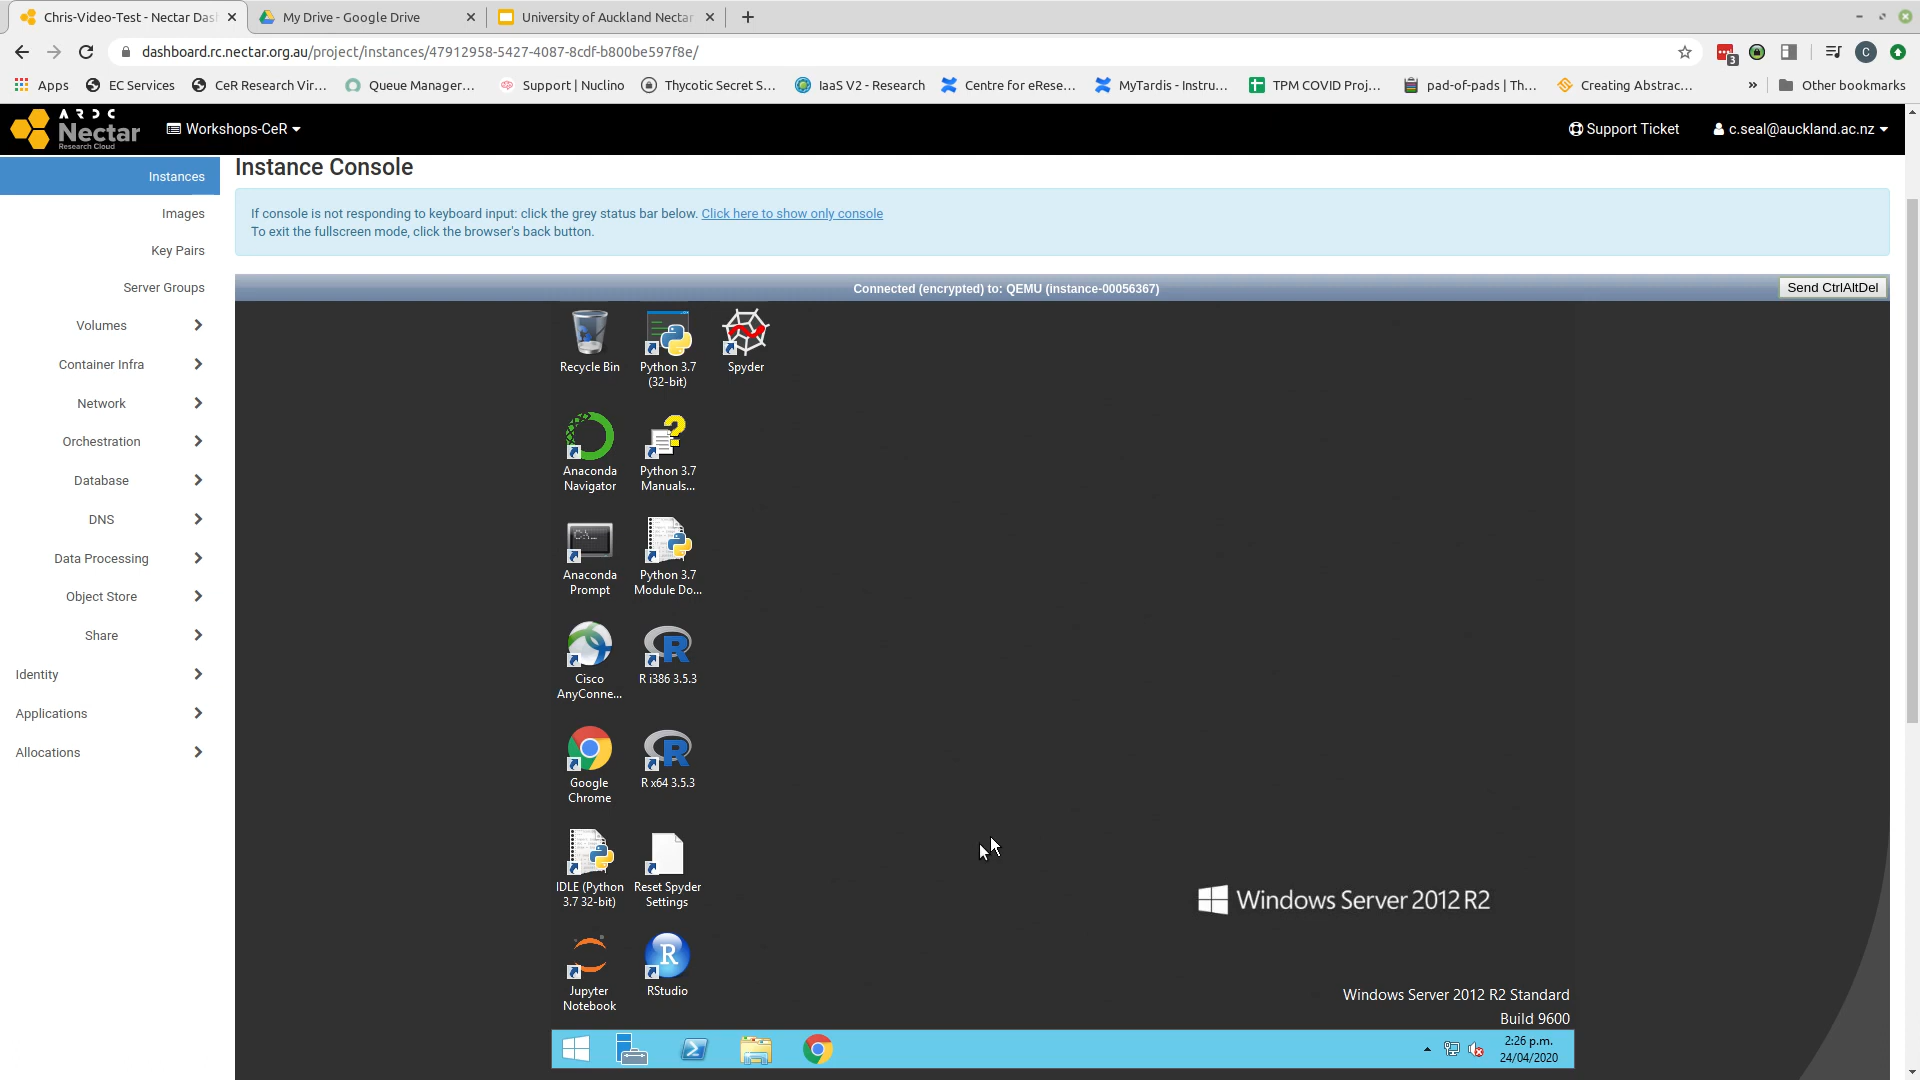 Chris-Video-Test - Nectar Das
My Drive - Google Drive
University of Auckland Nectar
dashboard.rc.nectar.org.au/project/instances/47912958-5427-4087-8cdf-b800be597f8e/
3
C
Apps
EC Services
CeR Research Vir...
Queue Manager...
Support | Nuclino
Thycotic Secret S...
IaaS V2 - Research
Centre for eRese...
MyTardis - Instru...
TPM COVID Proj...
pad-of-pads | Th...
Creating Abstrac...
»
Other bookmarks
ARDC
Nectar
Research Cloud
Workshops-CeR
Support Ticket
c.seal@auckland.ac.nz
Instances
Images
Key Pairs
Server Groups
Volumes
Container Infra
Network
Orchestration
Database
DNS
Data Processing
Object Store
Share
Identity
Applications
Allocations
Instance Console
If console is not responding to keyboard input: click the grey status bar below. Click here to show only console
To exit the fullscreen mode, click the browser's back button.
Connected (encrypted) to: QEMU (instance-00056367)
Send CtrlAltDel
Recycle Bin
Python 3.7
(32-bit)
Spyder
Anaconda
Navigator
Python 3.7
Manuals...
Anaconda
Prompt
Python 3.7
Module Do...
Cisco
AnyConne...
R i386 3.5.3
Google
Chrome
R x64 3.5.3
IDLE (Python
3.7 32-bit)
Reset Spyder
Settings
Jupyter
Notebook
RStudio
Windows Server 2012 R2
Windows Server 2012 R2 Standard
Build 9600
2:26 p.m.
24/04/2020